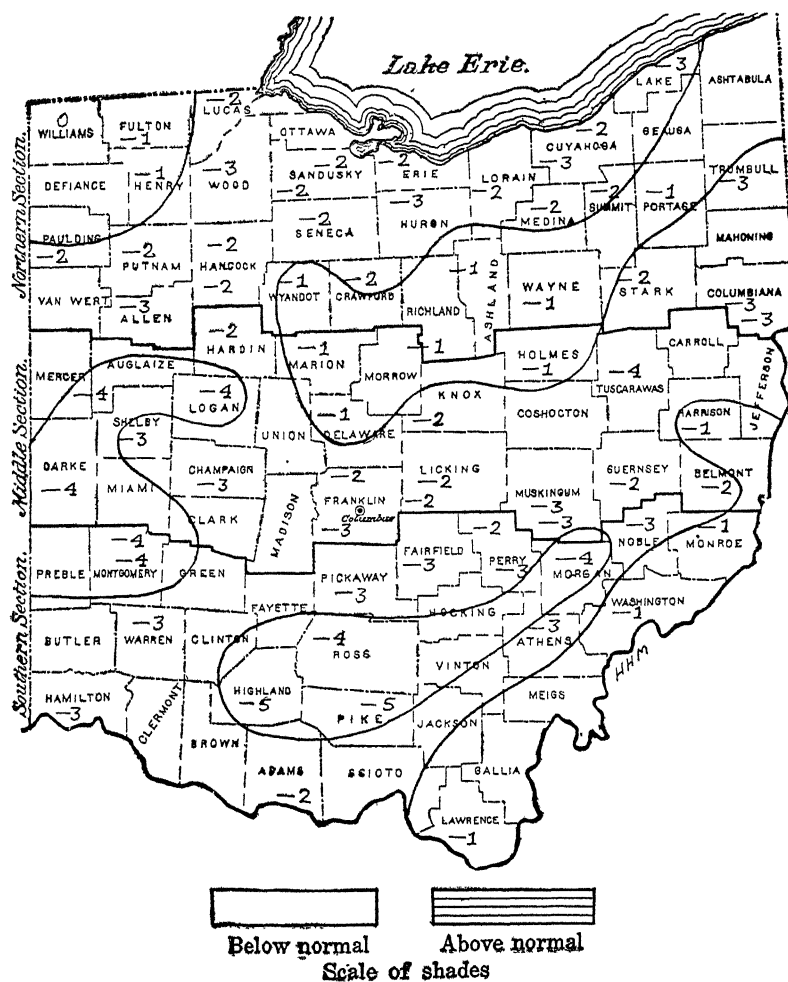 Lake Erie.
Northern Section.
Middle Section.
Southern Section.
0
WILLIAMS
FULTON
—1
—2
LUCAS
OTTAWA
—3
LAKE
ASHTABULA
DEFIANCE
—1
HENRY
—3
WOOD
—2
SANDUSKY
—2
—2
ERIE
LORAIN
—2
—2
CUYAHOGA
—3
GEAUGA
TRUMBULL
—3
PAULDING
—2
—2
PUTNAM
—2
HANCOCK
—2
—2
SENECA
—3
HURON
—2
MEDINA
—2
SUMMIT
—1
PORTAGE
MAHONING
VAN WERT
—3
ALLEN
—1
WYANDOT
—2
CRAWFORD
—1
RICHLAND
ASHLAND
WAYNE
—1
—2
STARK
COLUMBIANA
—3
—3
MERCER
—4
AUGLAIZE
—2
HARDIN
—1
MARION
MORROW
—1
HOLMES
—1
CARROLL
JEFFERSON
SHELBY
—3
—4
LOGAN
UNION
—1
DELAWARE
KNOX
—2
COSHOCTON
—4
TUSCARAWAS
HARRISON
—1
DARKE
—4
MIAMI
CHAMPAIGN
—3
CLARK
MADISON
—2
FRANKLIN
Columbus
—3
LICKING
—2
—2
MUSKINGUM
—3
—3
GUERNSEY
—2
BELMONT
—2
PREBLE
—4
—4
MONTGOMERY
GREEN
FAYETTE
PICKAWAY
—3
FAIRFIELD
—3
—2
PERRY
—3
—4
MORGAN
—3
NOBLE
—1
MONROE
BUTLER
—3
WARREN
CLINTON
—4
ROSS
HOCKING
VINTON
—3
ATHENS
WASHINGTON
—1
HAMILTON
—3
CLERMONT
BROWN
HIGHLAND
—5
—5
PIKE
JACKSON
MEIGS
HHM
ADAMS
—2
SCIOTO
GALLIA
LAWRENCE
—1
Below normal
Above normal
Scale of shades